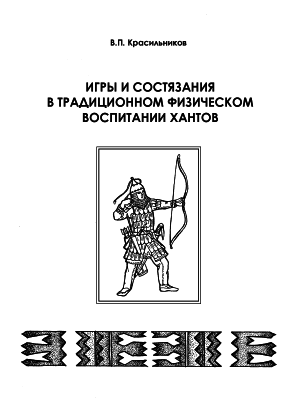 В.П. Красильников
ИГРЫ И СОСТЯЗАНИЯ
В ТРАДИЦИОННОМ ФИЗИЧЕСКОМ
ВОСПИТАНИИ ХАНТОВ